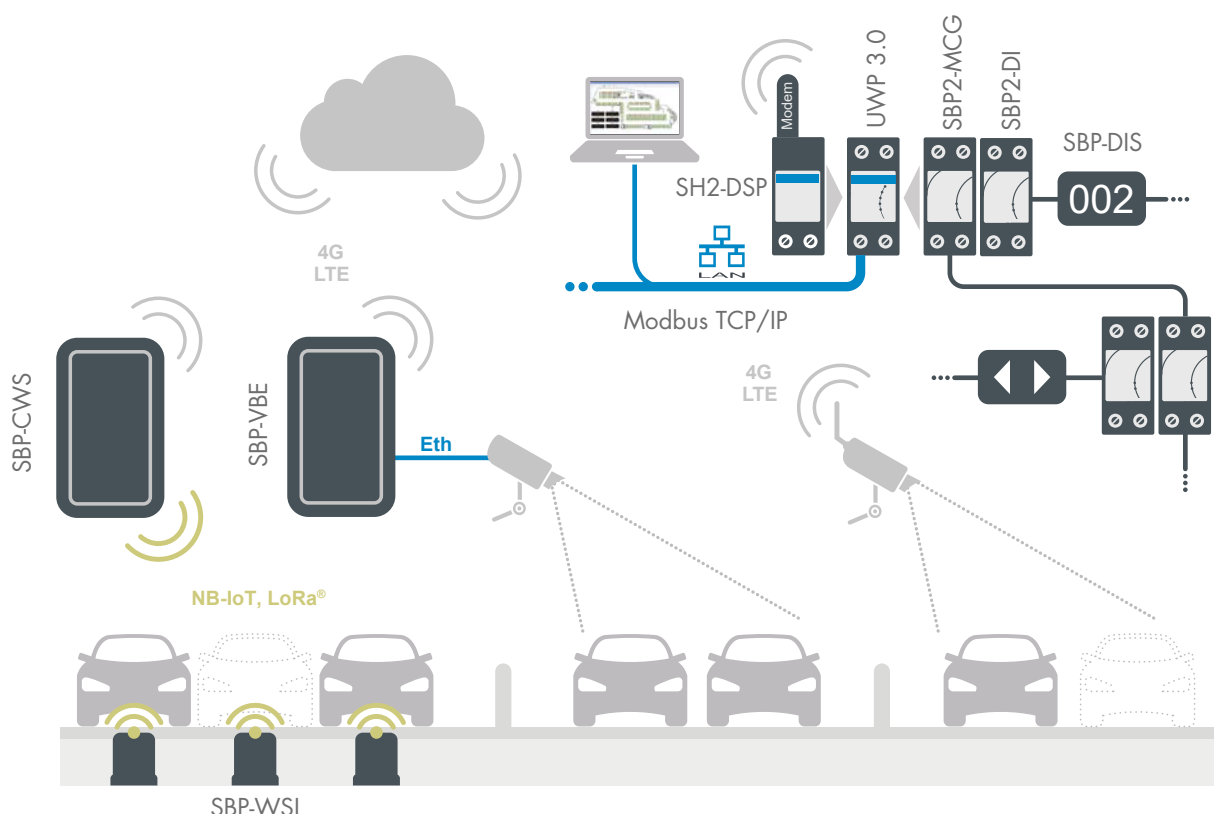 Modem
UWP 3.0
SBP2-MCG
SBP2-DI
SBP-DIS
SH2-DSP
002
LAN
4G
LTE
Modbus TCP/IP
4G
LTE
SBP-CWS
SBP-VBE
Eth
NB-IoT, LoRa®
SBP-WSI